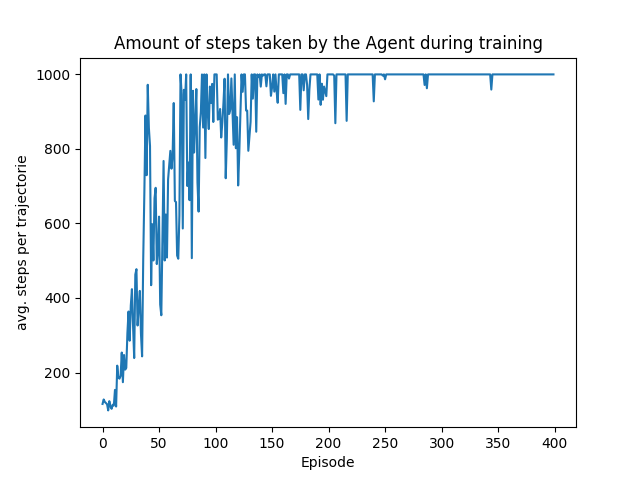 Amount of steps taken by the Agent during training
1000
800
600
400
200
avg. steps per trajectorie
0 50 100 150 200 250 300 350 400
Episode